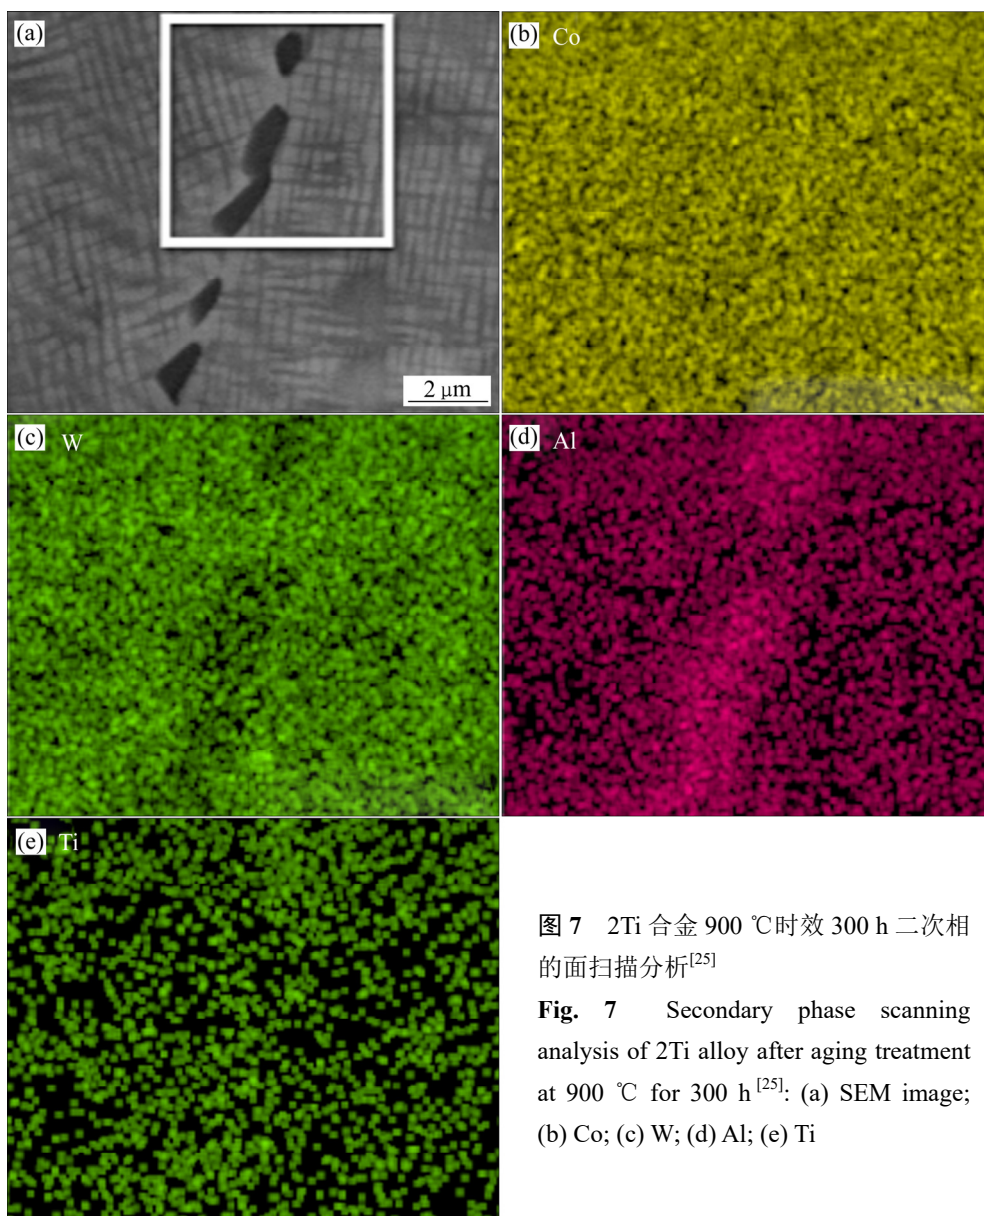 (a)
(b) Co
2 μm
(c) W
(d) Al
(e) Ti
图 7 2Ti 合金 900 ℃时效 300 h 二次相
的面扫描分析[25]
Fig. 7 Secondary phase scanning
analysis of 2Ti alloy after aging treatment
at 900 ℃ for 300 h [25]: (a) SEM image;
(b) Co; (c) W; (d) Al; (e) Ti